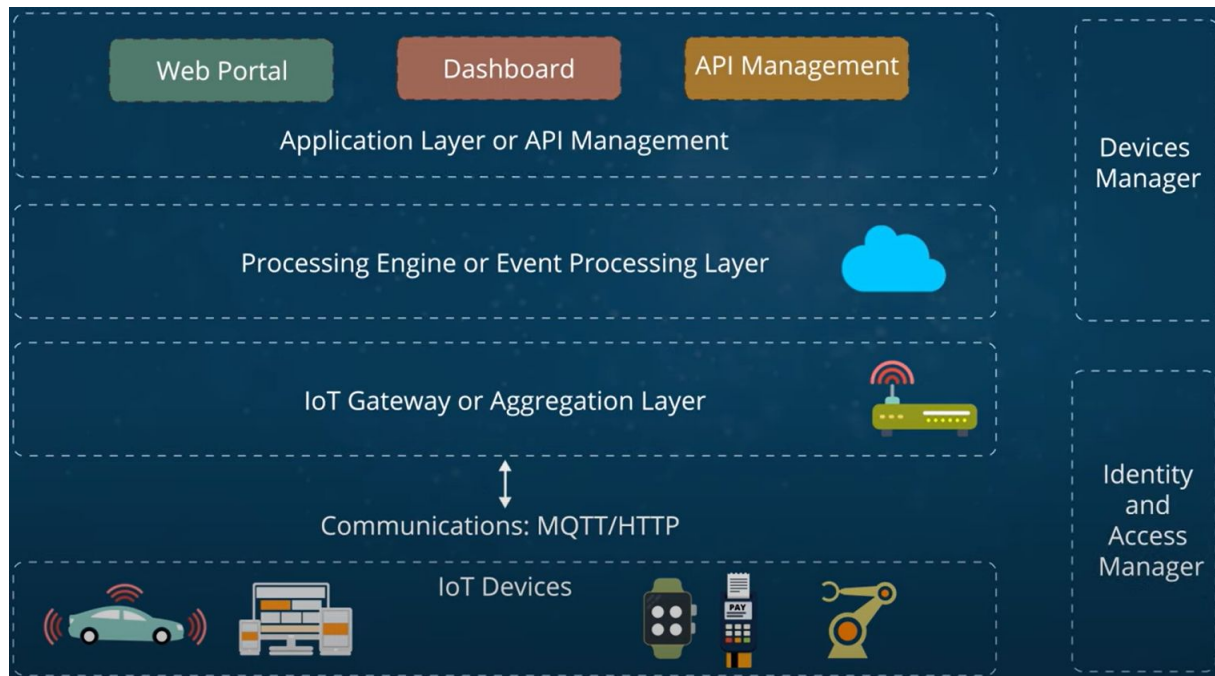 Web Portal
Dashboard
API Management
Application Layer or API Management
Processing Engine or Event Processing Layer
IoT Gateway or Aggregation Layer
Communications: MQTT/HTTP
IoT Devices
PAY
Devices
Manager
Identity
and
Access
Manager